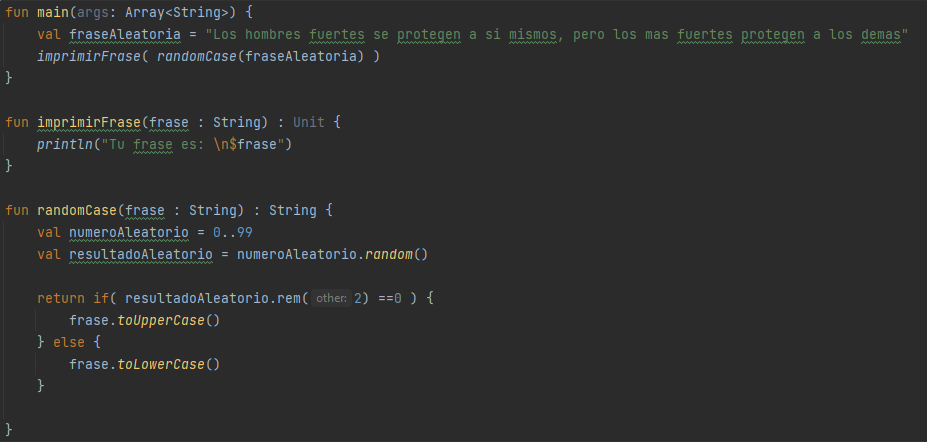 fun main(args: Array<String>) {
    val fraseAleatoria = "Los hombres fuertes se protegen a si mismos, pero los mas fuertes protegen a los demas"
    imprimirFrase( randomCase(fraseAleatoria) )
}
fun imprimirFrase(frase : String) : Unit {
    println("Tu frase es: \n$frase")
}
fun randomCase(frase : String) : String {
    val numeroAleatorio = 0..99
    val resultadoAleatorio = numeroAleatorio.random()
    return if( resultadoAleatorio.rem( other: 2) ==0 ) {
        frase.toUpperCase()
    } else {
        frase.toLowerCase()
    }
}